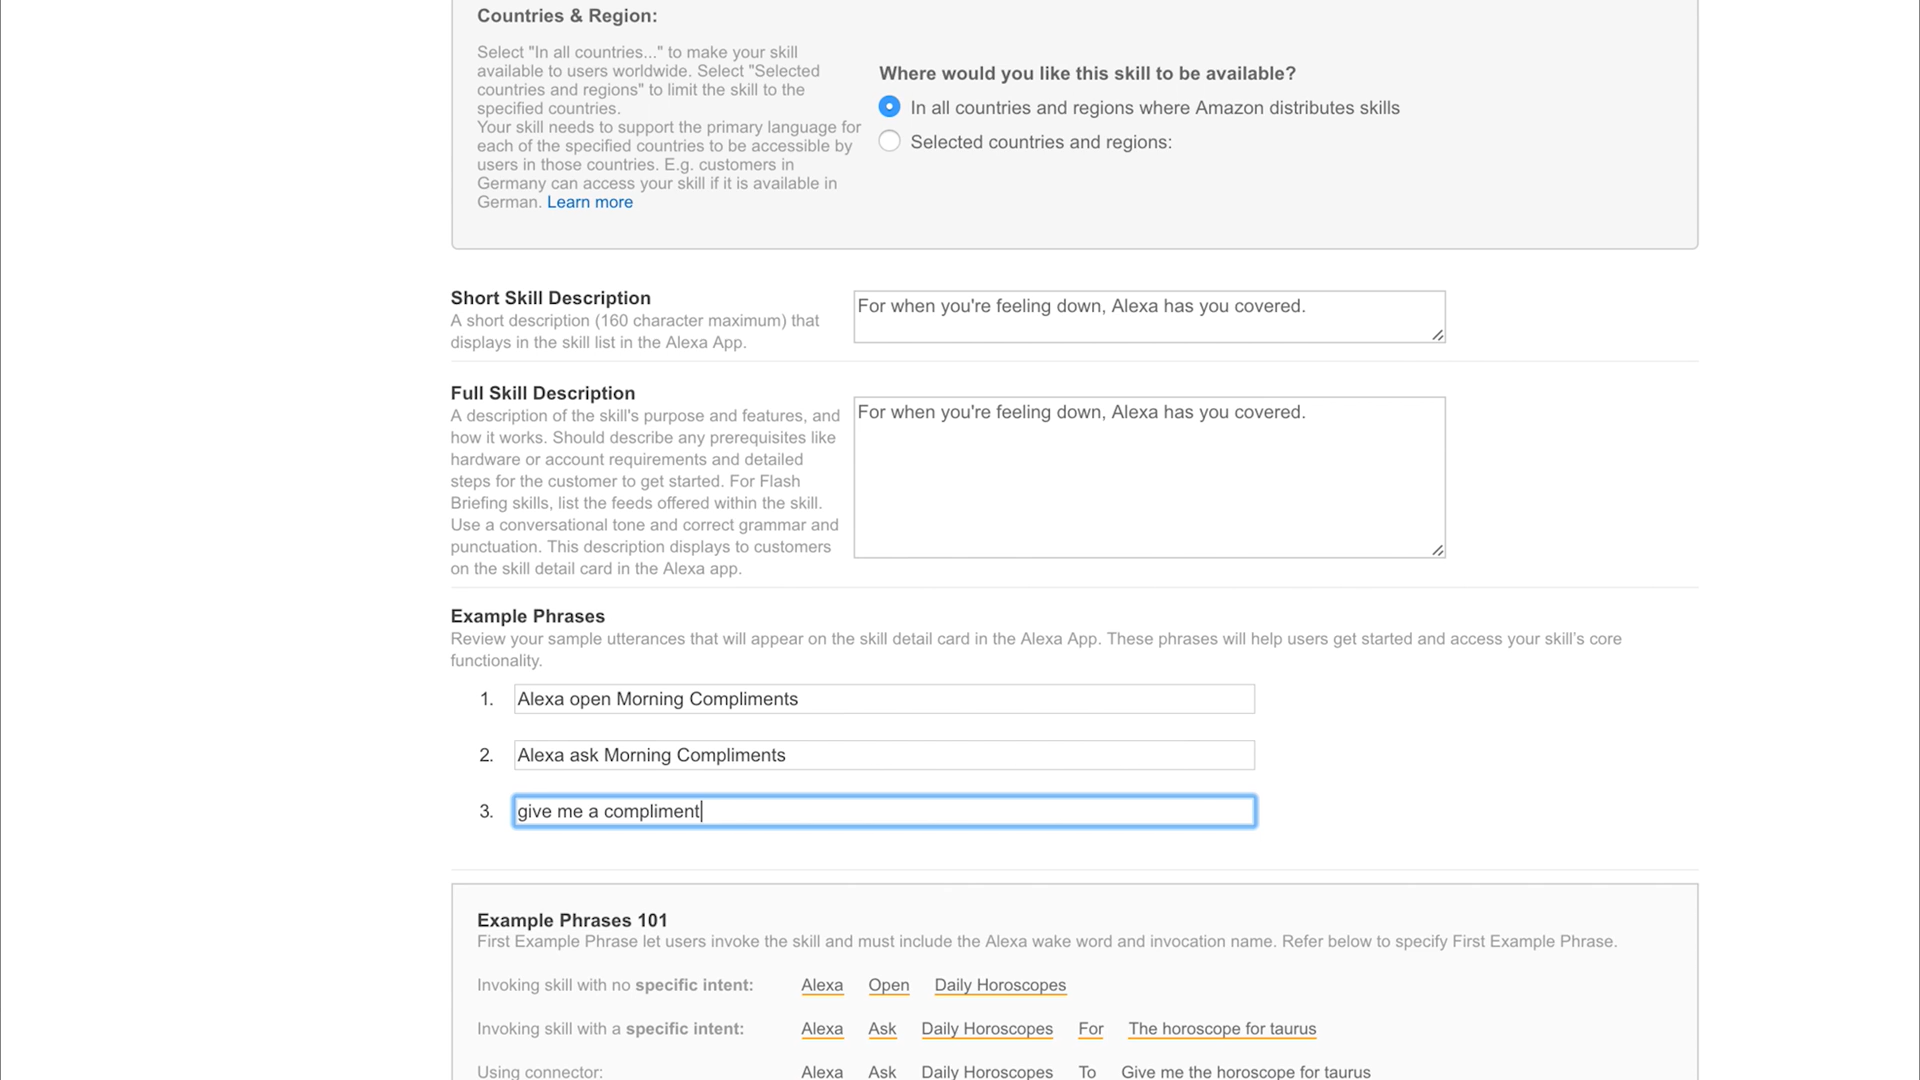 Countries & Region:
Select "In all countries..." to make your skill
available to users worldwide. Select "Selected
countries and regions" to limit the skill to the
specified countries.
Your skill needs to support the primary language for
each of the specified countries to be accessible by
users in those countries. E.g. customers in
Germany can access your skill if it is available in
German. Learn more
Where would you like this skill to be available?
In all countries and regions where Amazon distributes skills
Selected countries and regions:
Short Skill Description
A short description (160 character maximum) that
displays in the skill list in the Alexa App.
For when you're feeling down, Alexa has you covered.
Full Skill Description
A description of the skill's purpose and features, and
how it works. Should describe any prerequisites like
hardware or account requirements and detailed
steps for the customer to get started. For Flash
Briefing skills, list the feeds offered within the skill.
Use a conversational tone and correct grammar and
punctuation. This description displays to customers
on the skill detail card in the Alexa app.
For when you're feeling down, Alexa has you covered.
Example Phrases
Review your sample utterances that will appear on the skill detail card in the Alexa App. These phrases will help users get started and access your skill's core
functionality.
1. Alexa open Morning Compliments
2. Alexa ask Morning Compliments
3. give me a compliment
Example Phrases 101
First Example Phrase let users invoke the skill and must include the Alexa wake word and invocation name. Refer below to specify First Example Phrase.
Invoking skill with no specific intent: Alexa Open Daily Horoscopes
Invoking skill with a specific intent: Alexa Ask Daily Horoscopes For The horoscope for taurus
Using connector: Alexa Ask Daily Horoscopes To Give me the horoscope for taurus